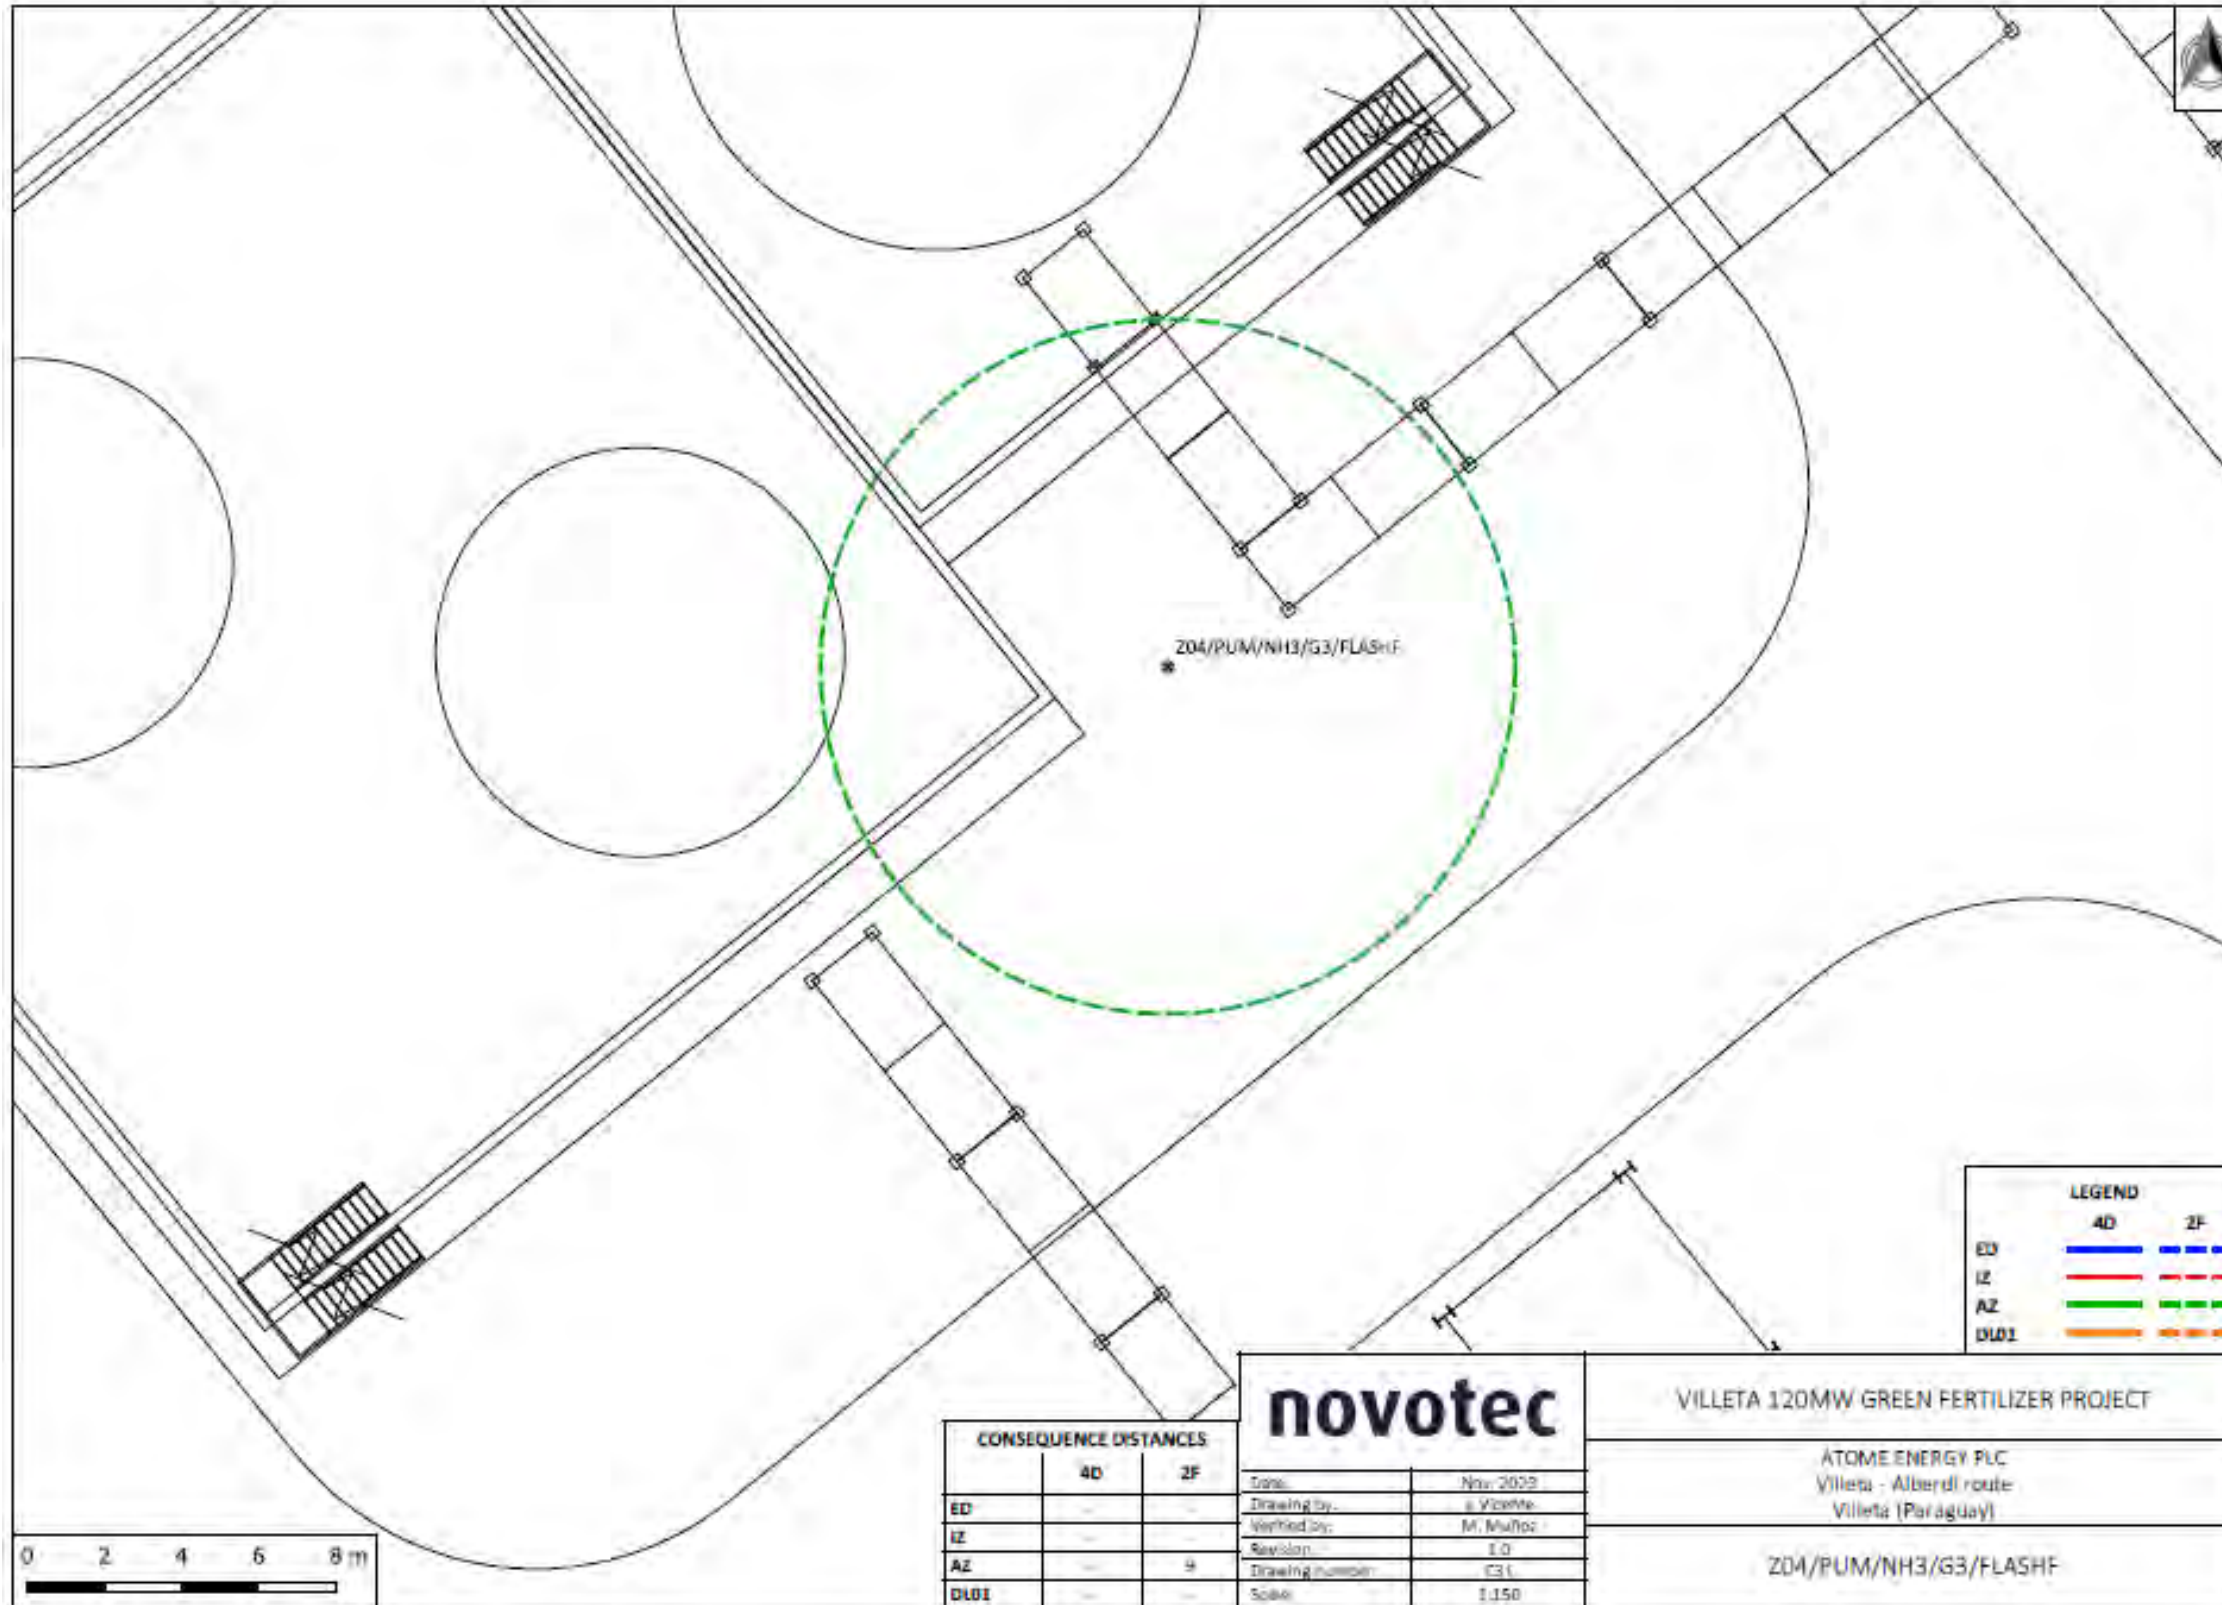 Z04/PUM/NH3/G3/FLASHF
LEGEND
4D 2F
ED
IZ
AZ
DL01
0 2 4 6 8 m
CONSEQUENCE DISTANCES
4D 2F
ED - -
IZ - -
AZ - 9
DL01 - -
novotec
Date: Nov. 2023
Drawing by: Vicente
Verified by: M. Muñoz
Revision: 1.0
Drawing number:
Scale: 1:150
VILLETA 120MW GREEN FERTILIZER PROJECT
ATOME ENERGY PLC
Villeta - Alberdi route
Villeta (Paraguay)
Z04/PUM/NH3/G3/FLASHF